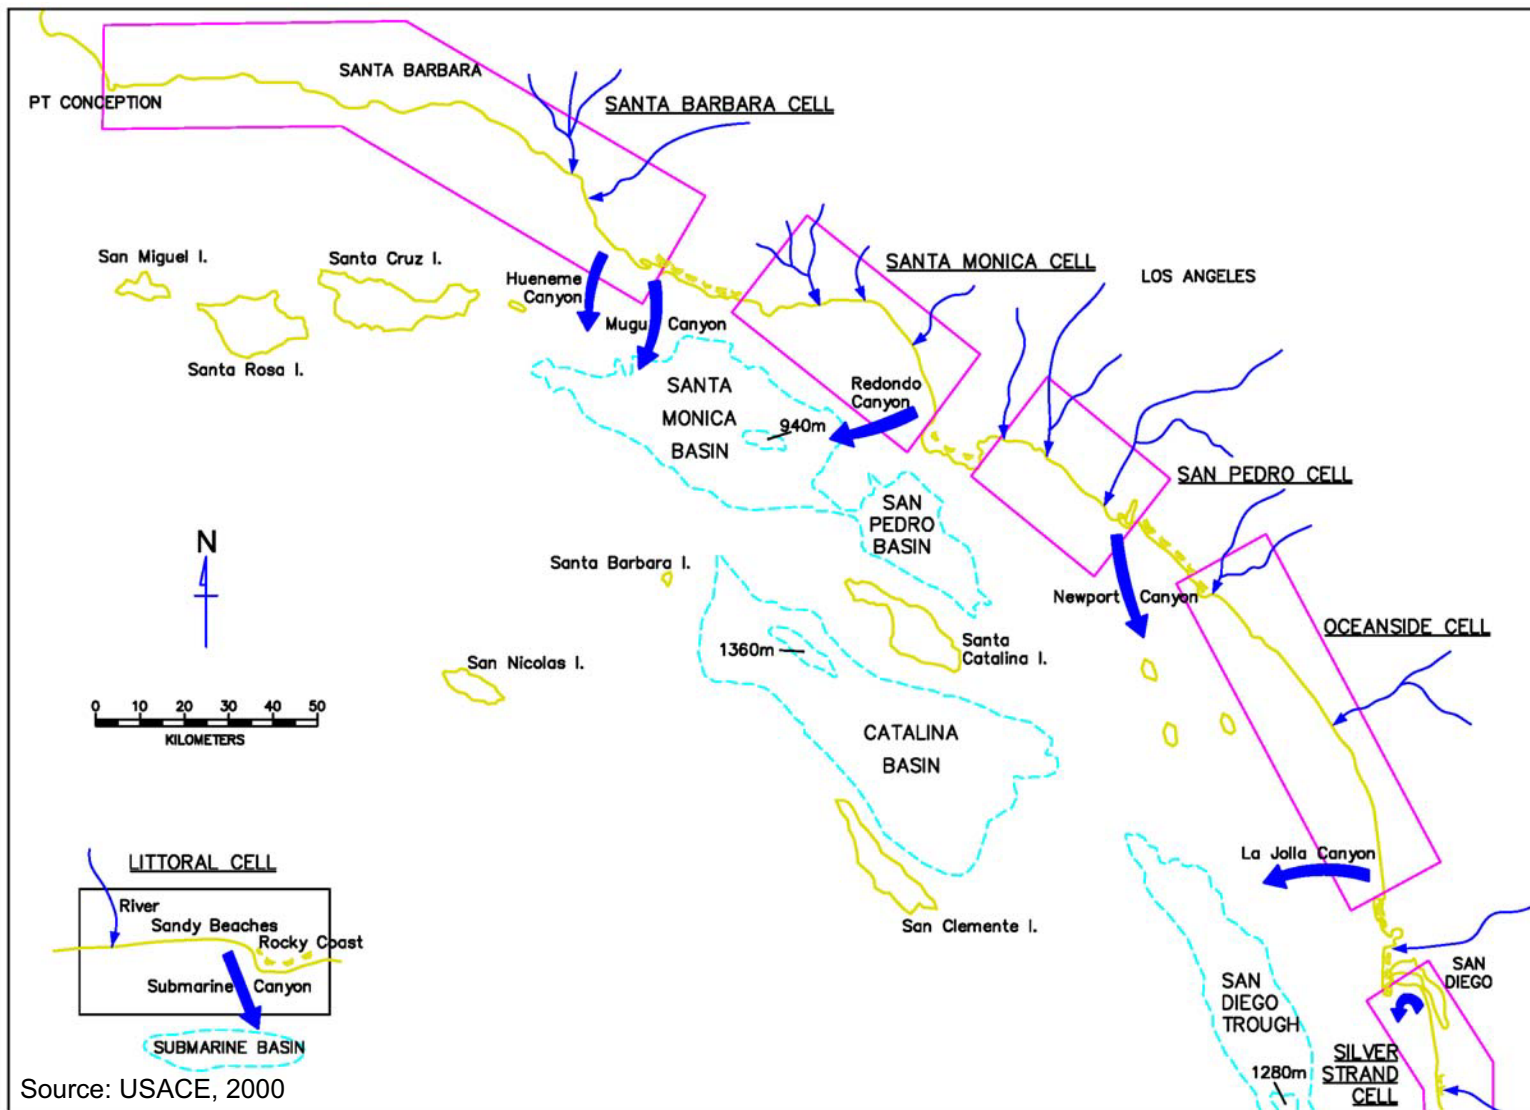 SANTA BARBARA
PT CONCEPTION
SANTA BARBARA CELL
San Miguel I.
Santa Cruz I.
Santa Rosa I.
Hueneme
Canyon
Mugu Canyon
SANTA MONICA CELL
LOS ANGELES
SANTA
MONICA
BASIN
940m
Redondo
Canyon
SAN
PEDRO
BASIN
SAN PEDRO CELL
N
Santa Barbara I.
Newport Canyon
OCEANSIDE CELL
1360m
Santa
Catalina I.
San Nicolas I.
0 10 20 30 40 50
KILOMETERS
CATALINA
BASIN
La Jolla Canyon
San Clemente I.
LITTORAL CELL
River
Sandy Beaches
Rocky Coast
Submarine Canyon
SUBMARINE BASIN
SAN
DIEGO
SAN
DIEGO
TROUGH
1280m
SILVER
STRAND
CELL
Source: USACE, 2000